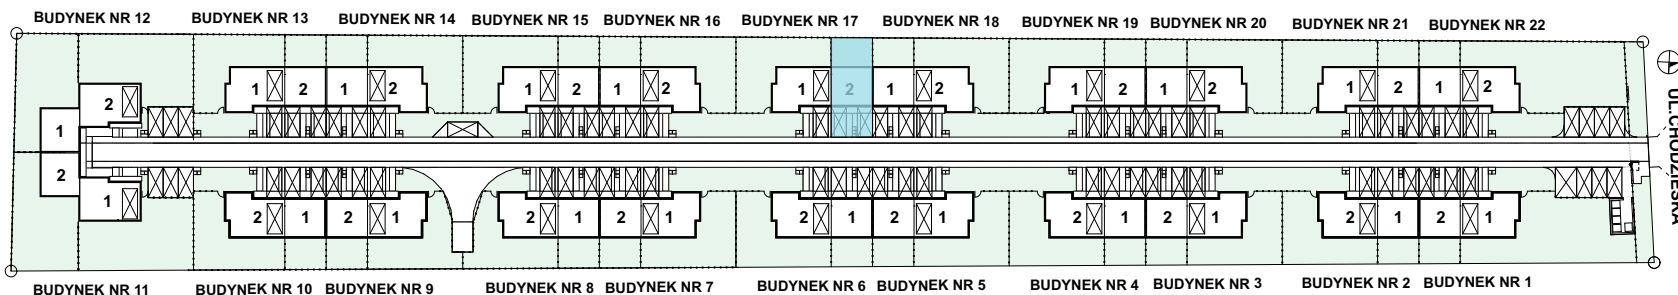 BUDYNEK NR 12 BUDYNEK NR 13 BUDYNEK NR 14 BUDYNEK NR 15 BUDYNEK NR 16 BUDYNEK NR 17 BUDYNEK NR 18 BUDYNEK NR 19 BUDYNEK NR 20 BUDYNEK NR 21 BUDYNEK NR 22
1 2 1 2 1 2 1 2 1 2 1 2 1 2 1 2 1 2 1 2
2
1
2
1
2 1 2 1 2 1 2 1 2 1 2 1 2 1 2 1 2 1 2 1
UL.CHODZIESKA
BUDYNEK NR 11 BUDYNEK NR 10 BUDYNEK NR 9 BUDYNEK NR 8 BUDYNEK NR 7 BUDYNEK NR 6 BUDYNEK NR 5 BUDYNEK NR 4 BUDYNEK NR 3 BUDYNEK NR 2 BUDYNEK NR 1